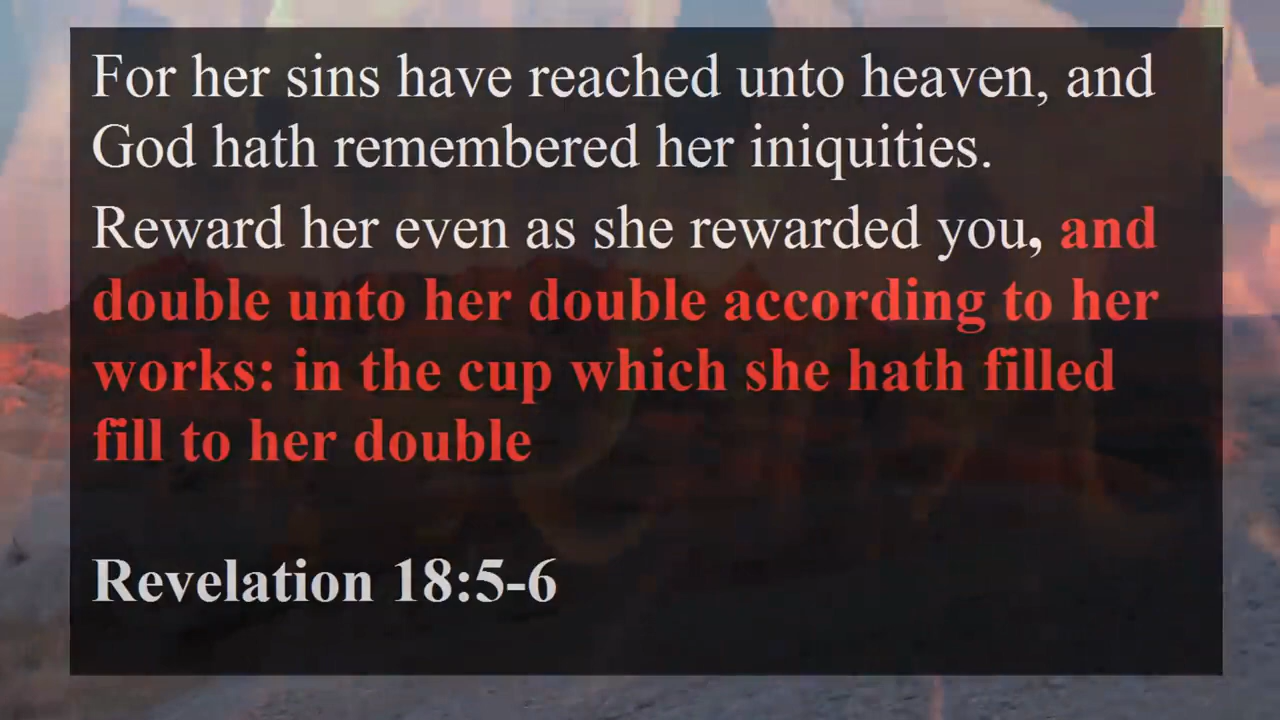 For her sins have reached unto heaven, and
God hath remembered her iniquities.
Reward her even as she rewarded you, and
double unto her double according to her
works: in the cup which she hath filled
fill to her double
Revelation 18:5-6